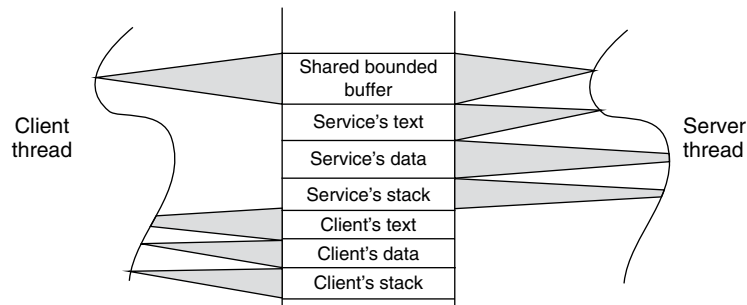 Client
thread
Shared bounded
buffer
Service’s text
Service’s data
Service’s stack
Client’s text
Client’s data
Client’s stack
Server
thread